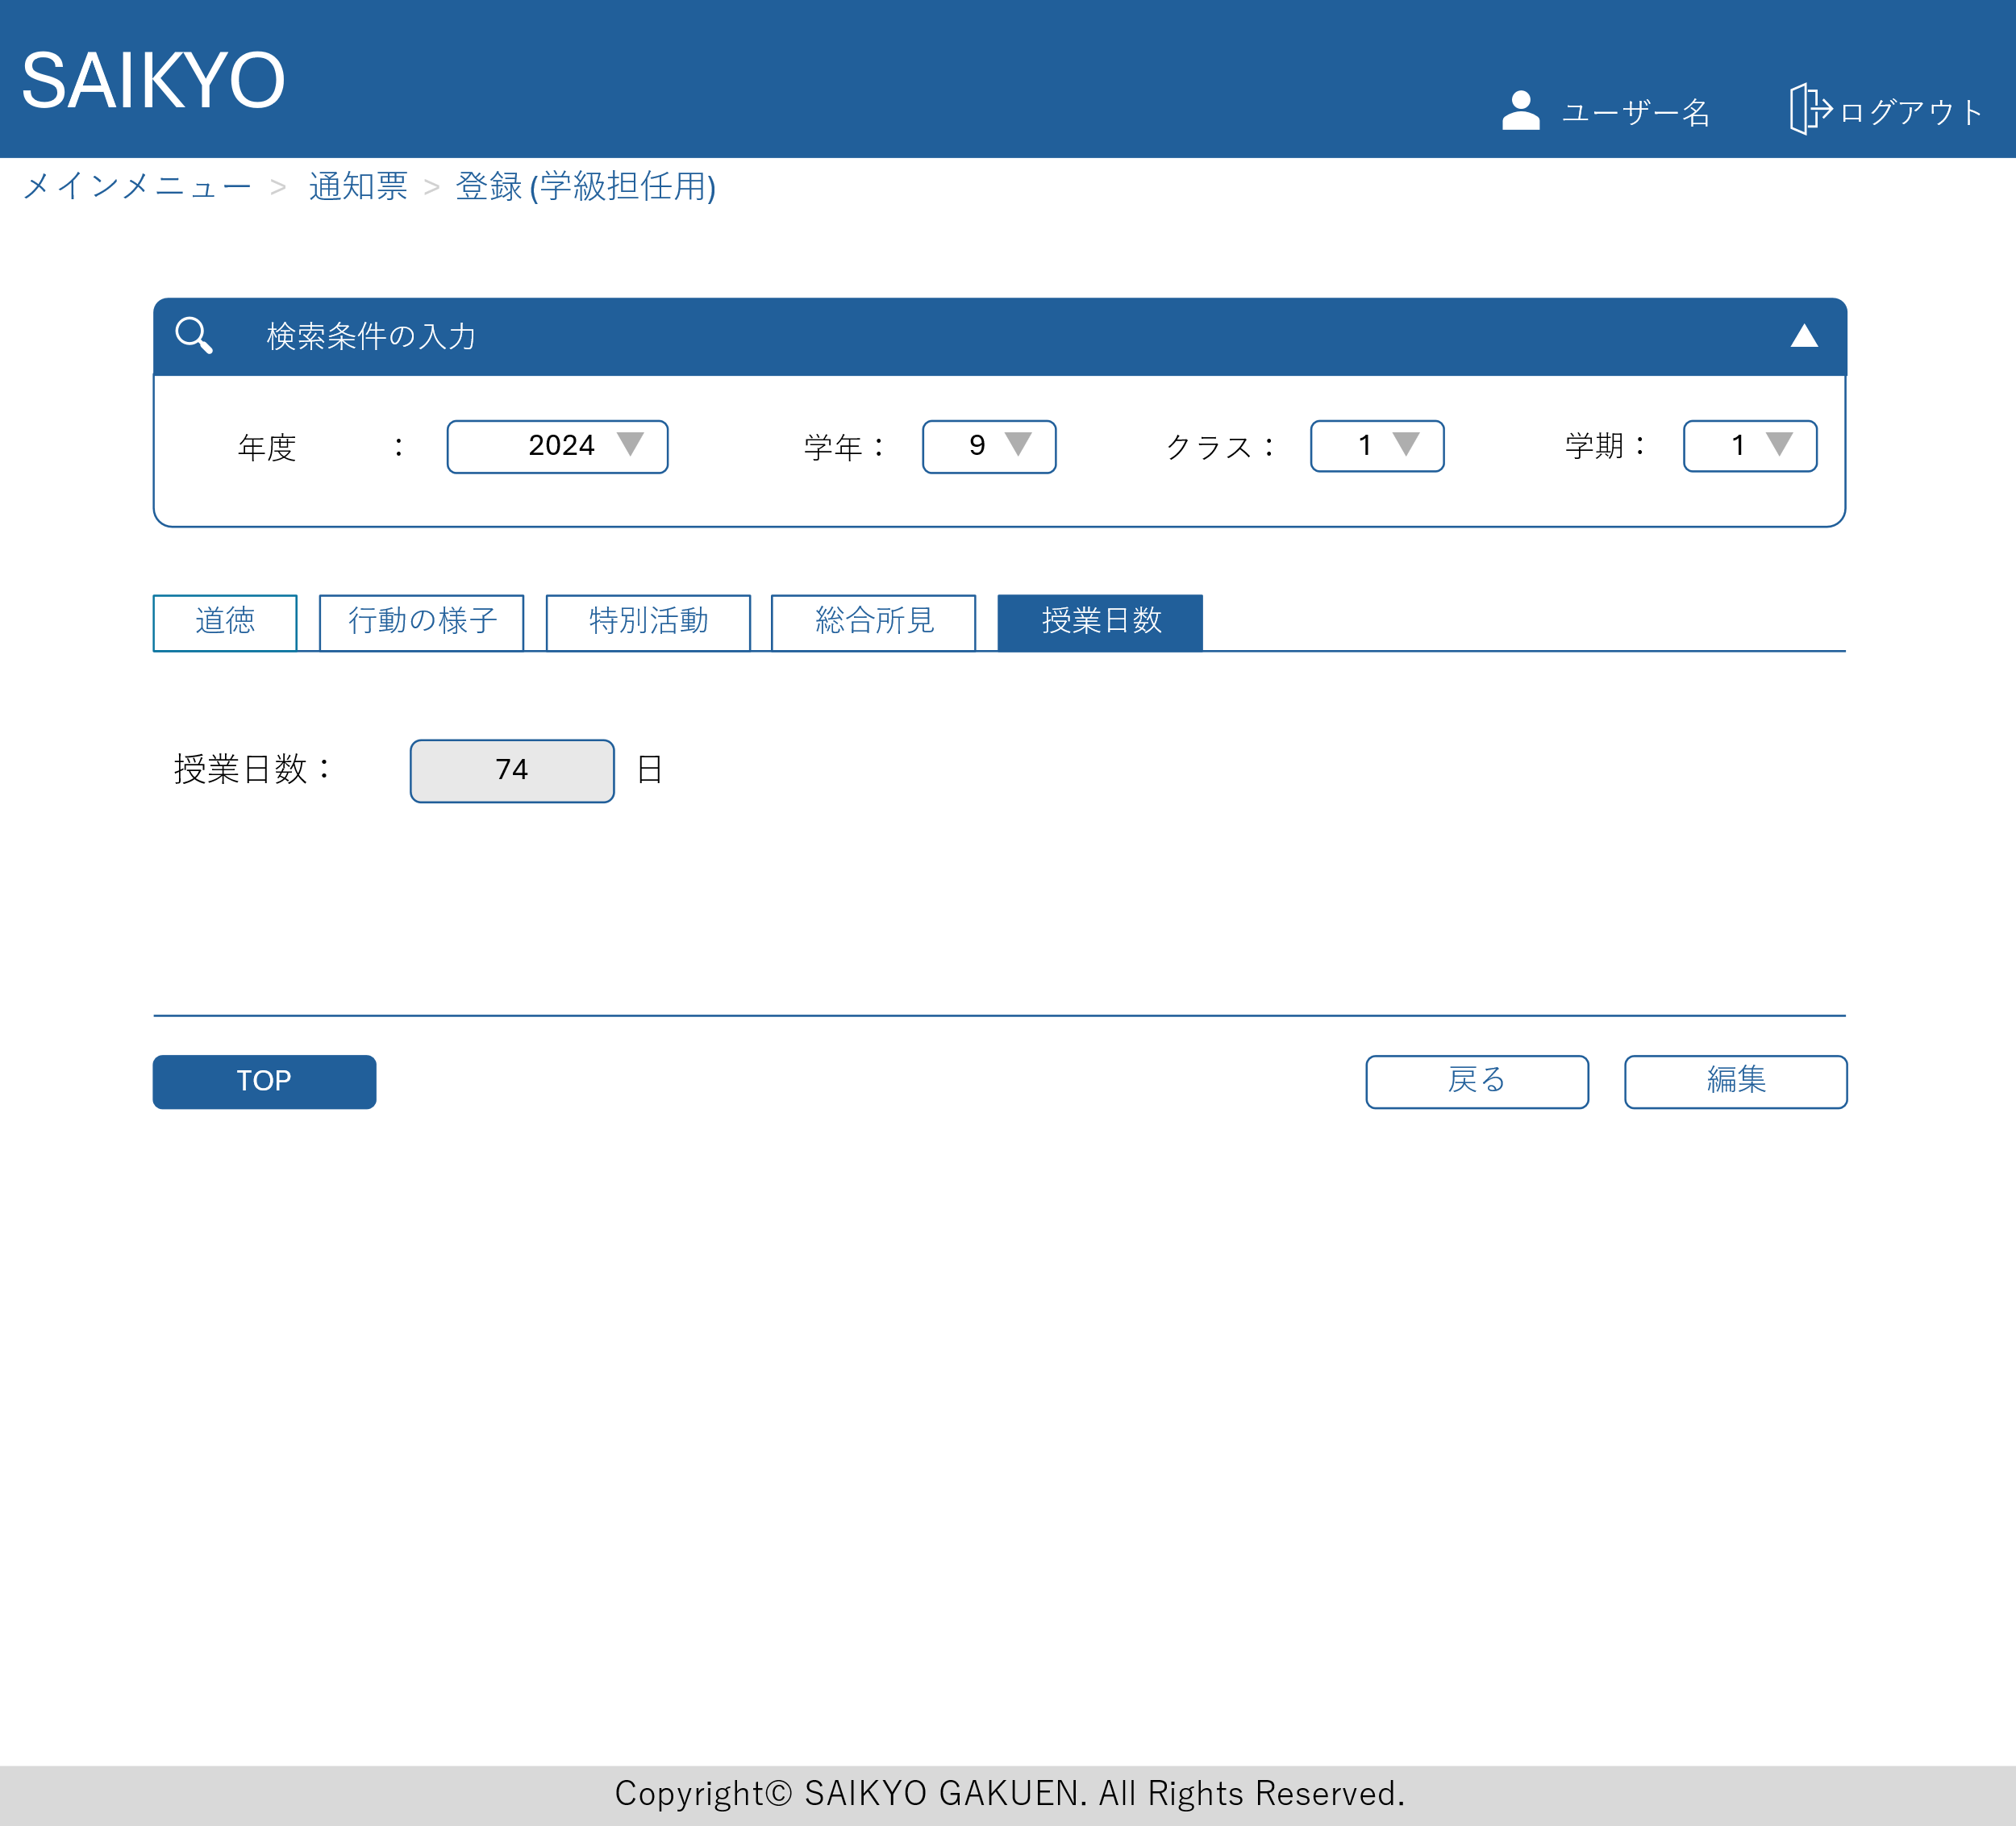 SAIKYO
ユーザー名 ログアウト
メインメニュー > 通知票 > 登録 (学級担任用)
検索条件の入力
年度 : 2024 学年： 9 クラス： 1 学期： 1
道徳 行動の様子 特別活動 総合所見 授業日数
授業日数： 74 日
TOP 戻る 編集
Copyright© SAIKYO GAKUEN. All Rights Reserved.